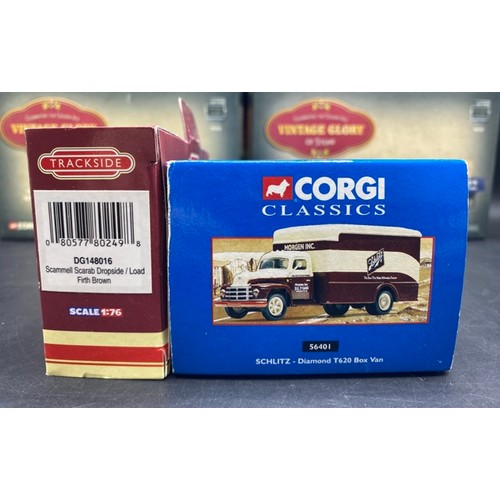 VINTAGE GLORY
OF STEAM
VINTAGE GLORY
OF STEAM
TRACKSIDE
0 80577 80249 8
DG148016
Scammell Scarab Dropside / Load
Firth Brown
SCALE 1:76
CORGI
CLASSICS
MORGEN INC.
Schlitz
56401
SCHLITZ - Diamond T620 Box Van